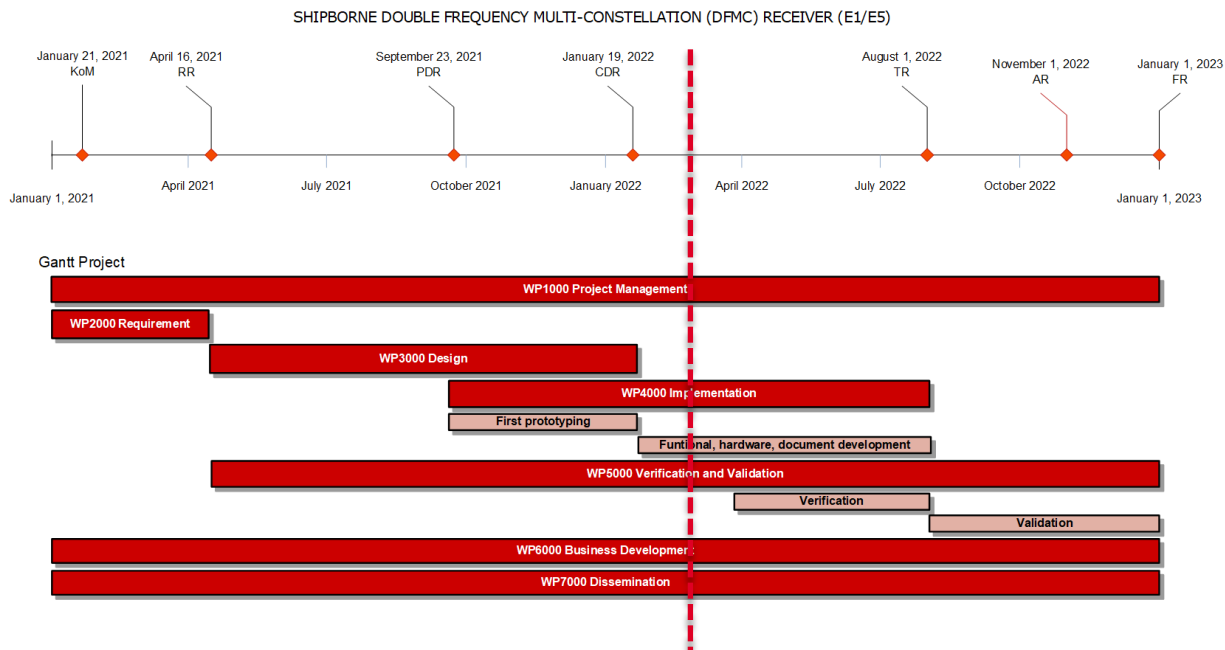 SHIPBORNE DOUBLE FREQUENCY MULTI-CONSTELLATION (DFMC) RECEIVER (E1/E5)
January 21, 2021
KoM
April 16, 2021
RR
September 23, 2021
PDR
January 19, 2022
CDR
August 1, 2022
TR
November 1, 2022
AR
January 1, 2023
FR
April 2021
July 2021
October 2021
January 2022
April 2022
July 2022
October 2022
January 1, 2021
January 1, 2023
Gantt Project
WP1000 Project Management
WP2000 Requirement
WP3000 Design
WP4000 Implementation
First prototyping
Funtional, hardware, document development
WP5000 Verification and Validation
Verification
Validation
WP6000 Business Development
WP7000 Dissemination